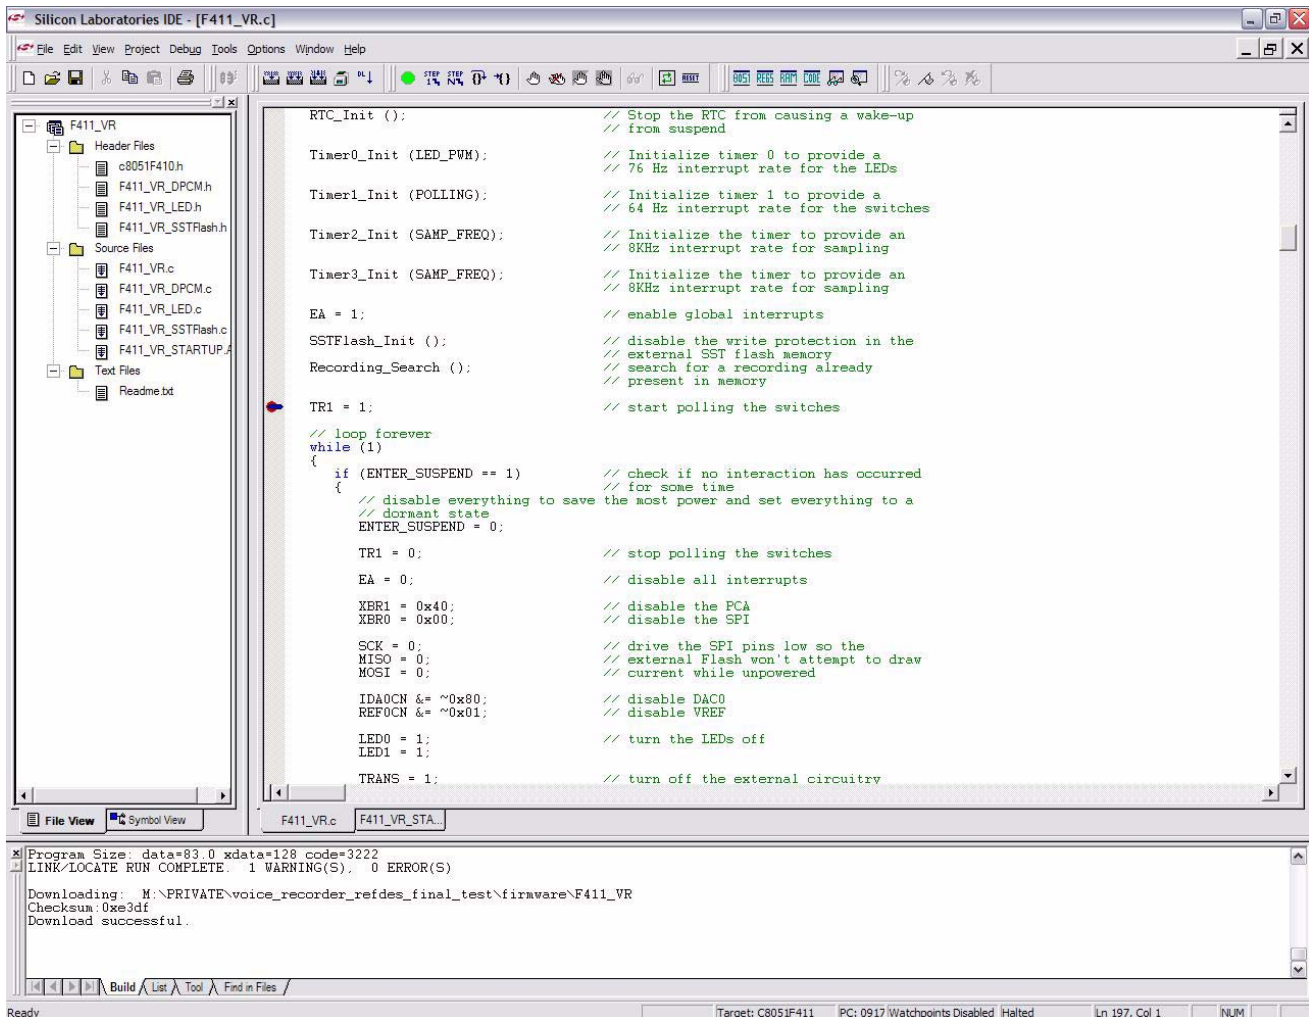 Silicon Laboratories IDE - [F411_VR.c]
File Edit View Project Debug Tools Options Window Help
F411_VR
Header Files
c8051F410.h
F411_VR_DPCM.h
F411_VR_LED.h
F411_VR_SSTFlash.h
Source Files
F411_VR.c
F411_VR_DPCM.c
F411_VR_LED.c
F411_VR_SSTFlash.c
F411_VR_STARTUP.A
Text Files
Readme.txt
File View Symbol View
RTC_Init (); // Stop the RTC from causing a wake-up
// from suspend
Timer0_Init (LED_PWM); // Initialize timer 0 to provide a
// 76 Hz interrupt rate for the LEDs
Timer1_Init (POLLING); // Initialize timer 1 to provide a
// 64 Hz interrupt rate for the switches
Timer2_Init (SAMP_FREQ); // Initialize the timer to provide an
// 8KHz interrupt rate for sampling
Timer3_Init (SAMP_FREQ); // Initialize the timer to provide an
// 8KHz interrupt rate for sampling
EA = 1; // enable global interrupts
SSTFlash_Init (); // disable the write protection in the
// external SST flash memory
Recording_Search (); // search for a recording already
// present in memory
TR1 = 1; // start polling the switches
// loop forever
while (1)
{
if (ENTER_SUSPEND == 1) // check if no interaction has occurred
{ // for some time
// disable everything to save the most power and set everything to a
// dormant state
ENTER_SUSPEND = 0;
TR1 = 0; // stop polling the switches
EA = 0; // disable all interrupts
XBR1 = 0x40; // disable the PCA
XBR0 = 0x00; // disable the SPI
SCK = 0; // drive the SPI pins low so the
MISO = 0; // external Flash won't attempt to draw
MOSI = 0; // current while unpowered
IDA0CN &= ~0x80; // disable DAC0
REF0CN &= ~0x01; // disable VREF
LED0 = 1; // turn the LEDs off
LED1 = 1;
TRANS = 1; // turn off the external circuitry
F411_VR.c F411_VR_STA...
Program Size: data=83.0 xdata=128 code=3222
LINK/LOCATE RUN COMPLETE. 1 WARNING(S), 0 ERROR(S)
Downloading: M:\PRIVATE\voice_recorder_refdes_final_test\firmware\F411_VR
Checksum:0xe3df
Download successful.
Build List Tool Find in Files
Ready Target: C8051F411 PC: 0917 Watchpoints Disabled Halted Ln 197, Col 1 NUM